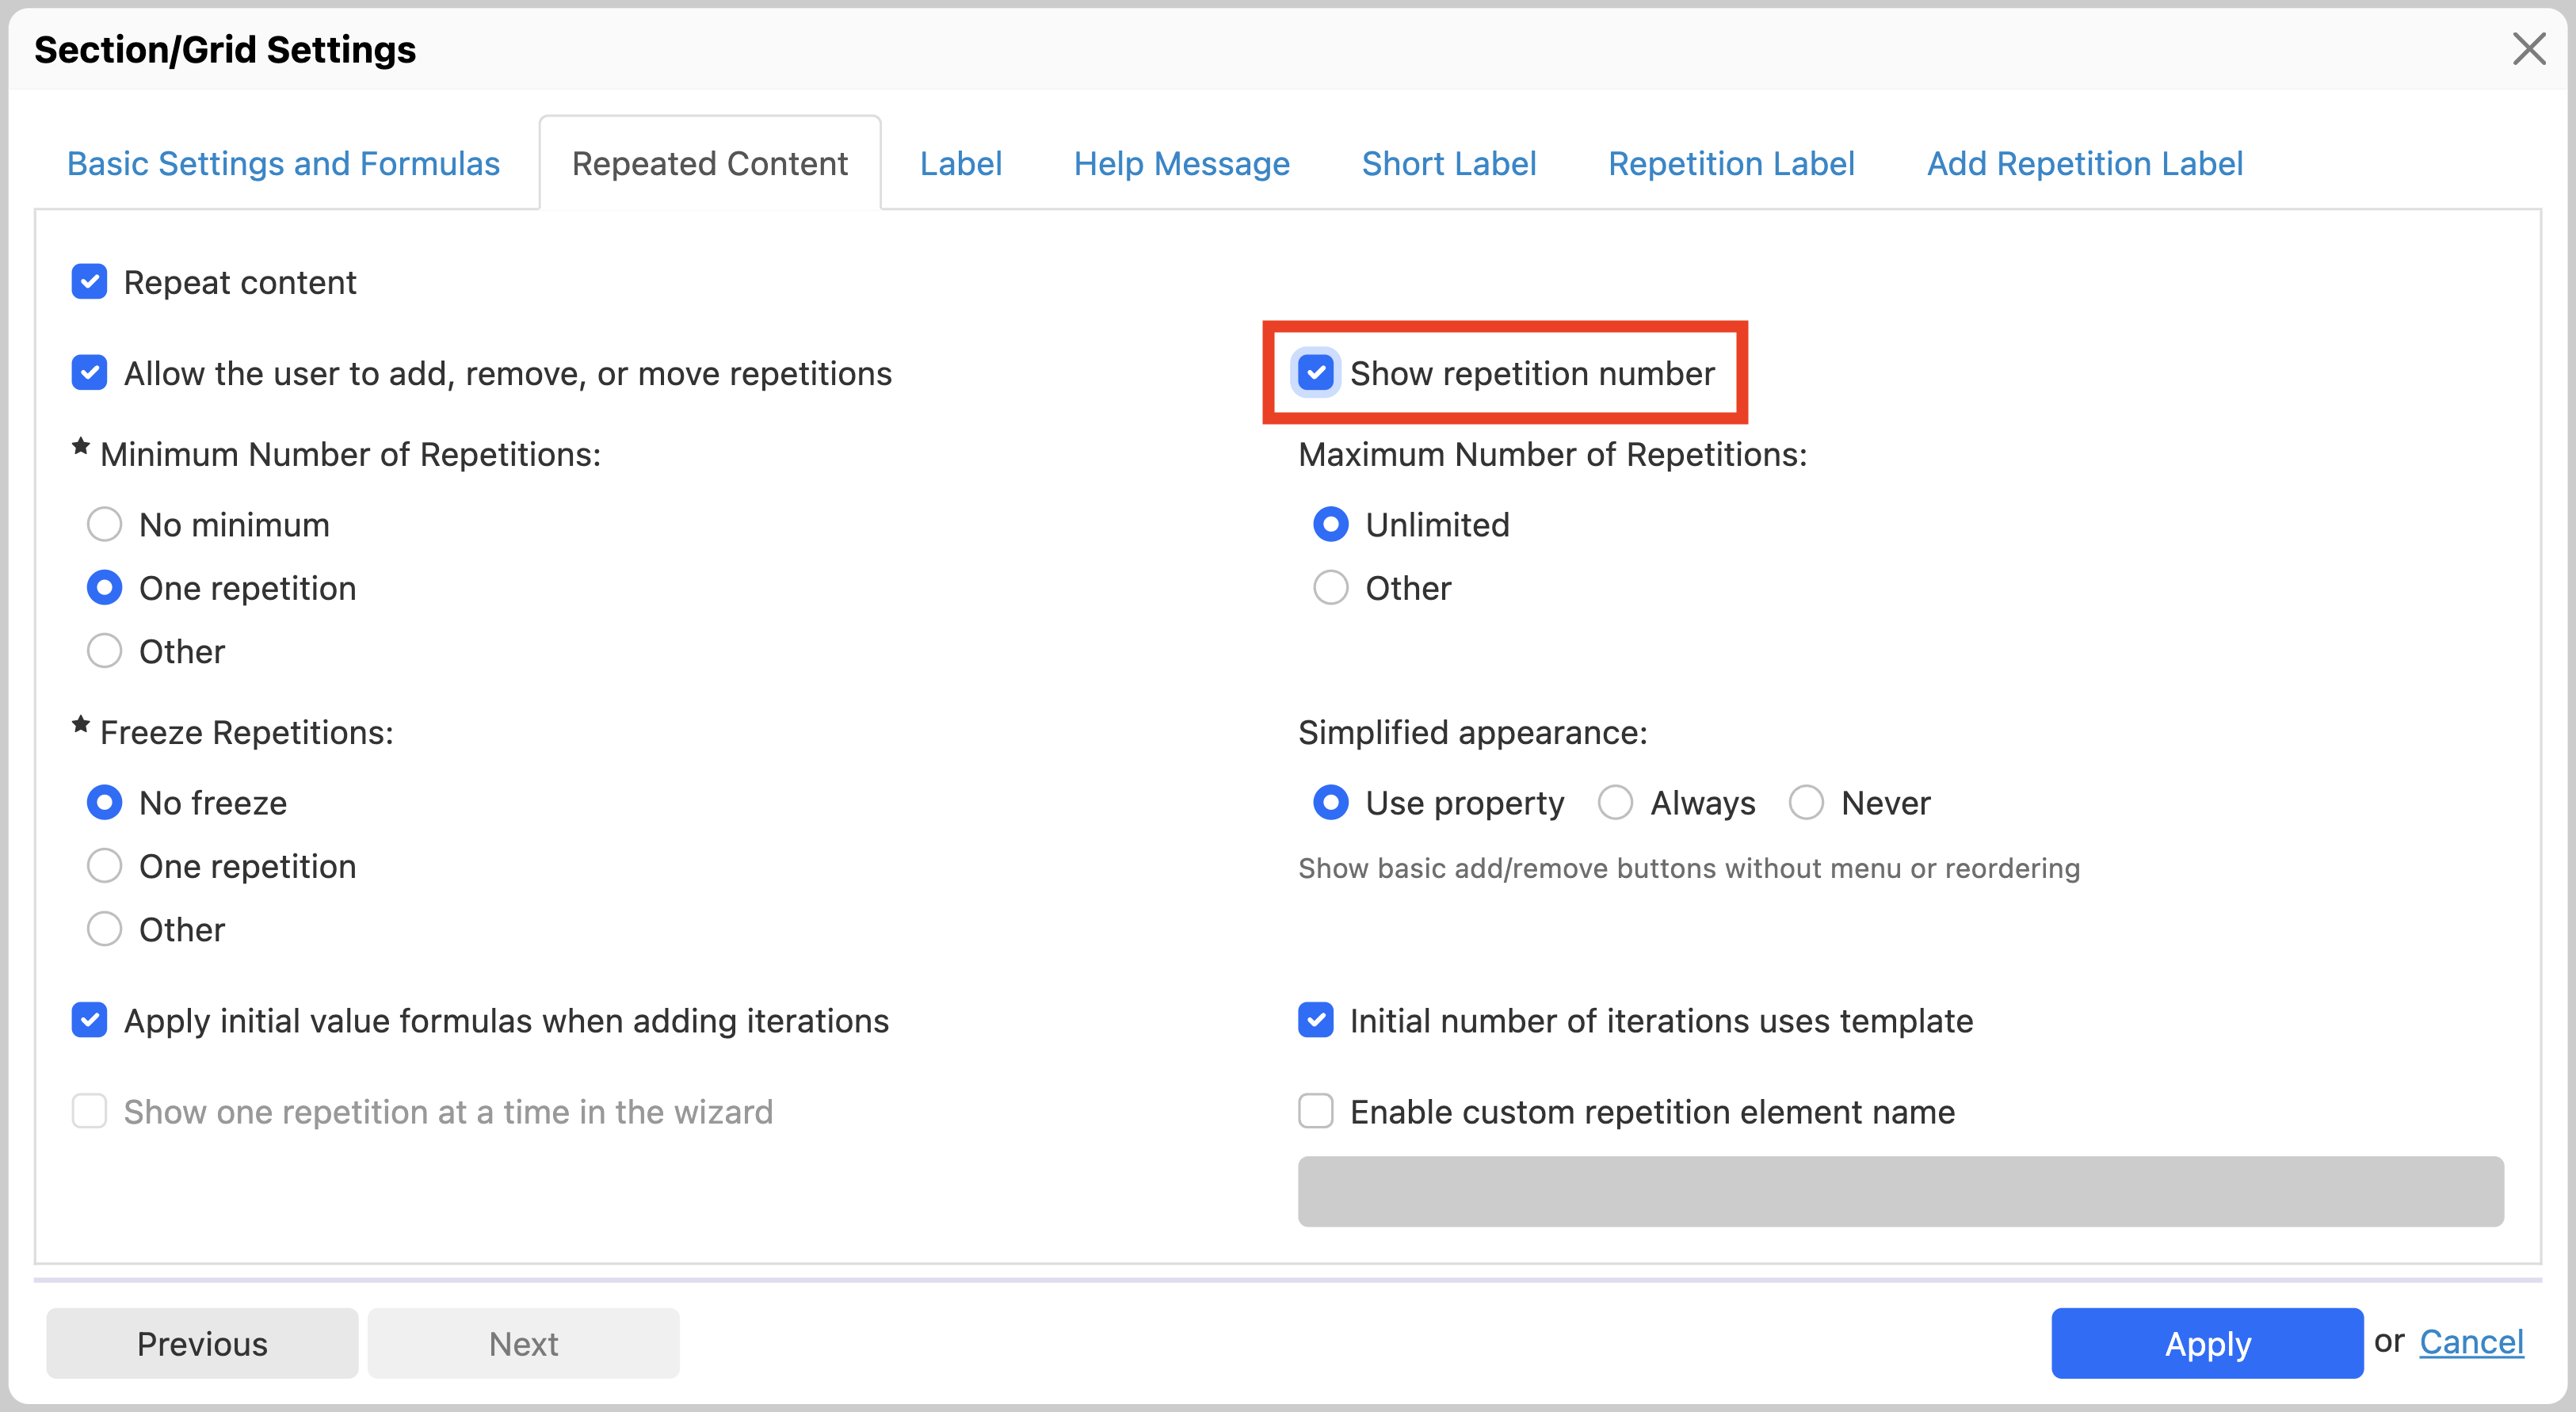 Section/Grid Settings
Basic Settings and Formulas Repeated Content Label Help Message Short Label Repetition Label Add Repetition Label
Repeat content
Allow the user to add, remove, or move repetitions
Show repetition number
Minimum Number of Repetitions:
No minimum
One repetition
Other
Maximum Number of Repetitions:
Unlimited
Other
Freeze Repetitions:
No freeze
One repetition
Other
Simplified appearance:
Use property Always Never
Show basic add/remove buttons without menu or reordering
Apply initial value formulas when adding iterations
Initial number of iterations uses template
Show one repetition at a time in the wizard
Enable custom repetition element name
Previous Next Apply or Cancel